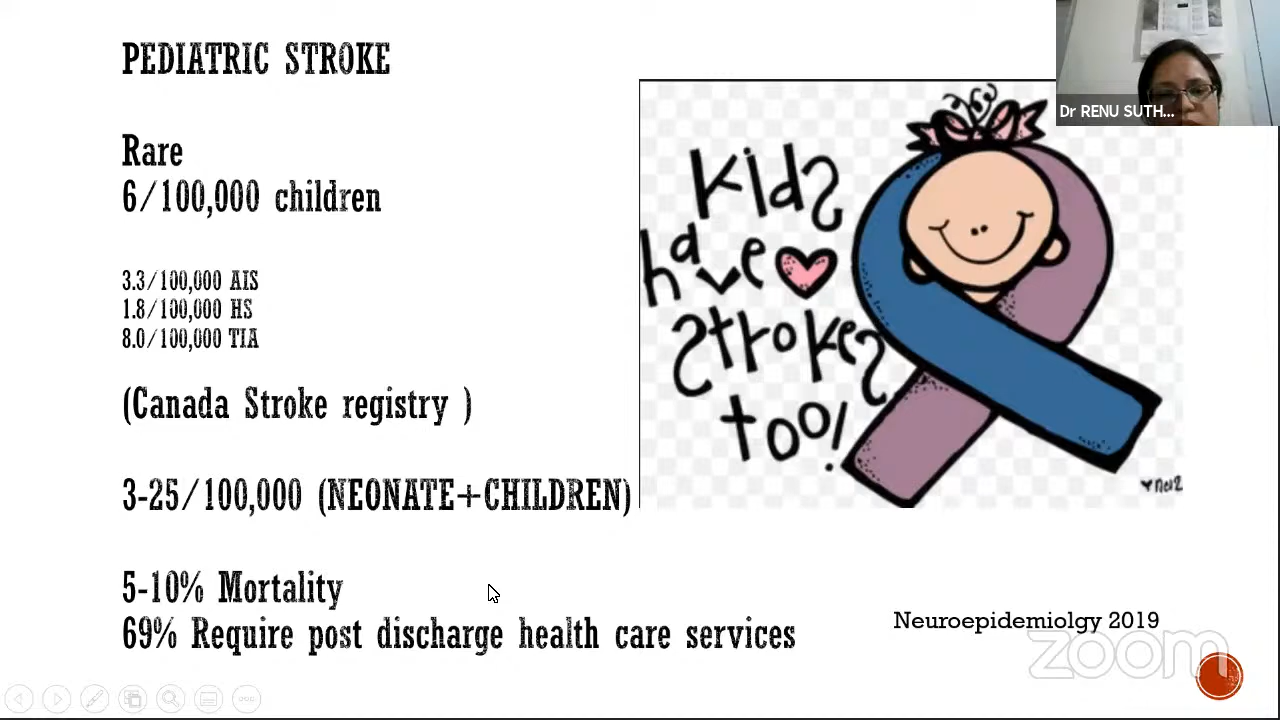 PEDIATRIC STROKE
Rare
6/100,000 children
3.3/100,000 AIS
1.8/100,000 HS
8.0/100,000 TIA
(Canada Stroke registry )
3-25/100,000 (NEONATE+CHILDREN)
5-10% Mortality
69% Require post discharge health care services
kids
have
strokes
too!
Neuroepidemiolgy 2019
zoom
Dr RENU SUTH...